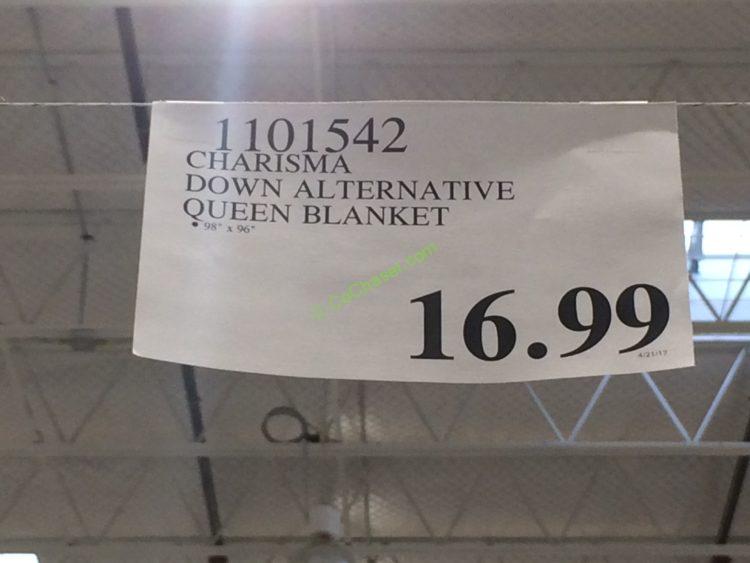 1101542
CHARISMA
DOWN ALTERNATIVE
QUEEN BLANKET
• 98" x 96"
© CoChaser.com
16.99
4/21/17